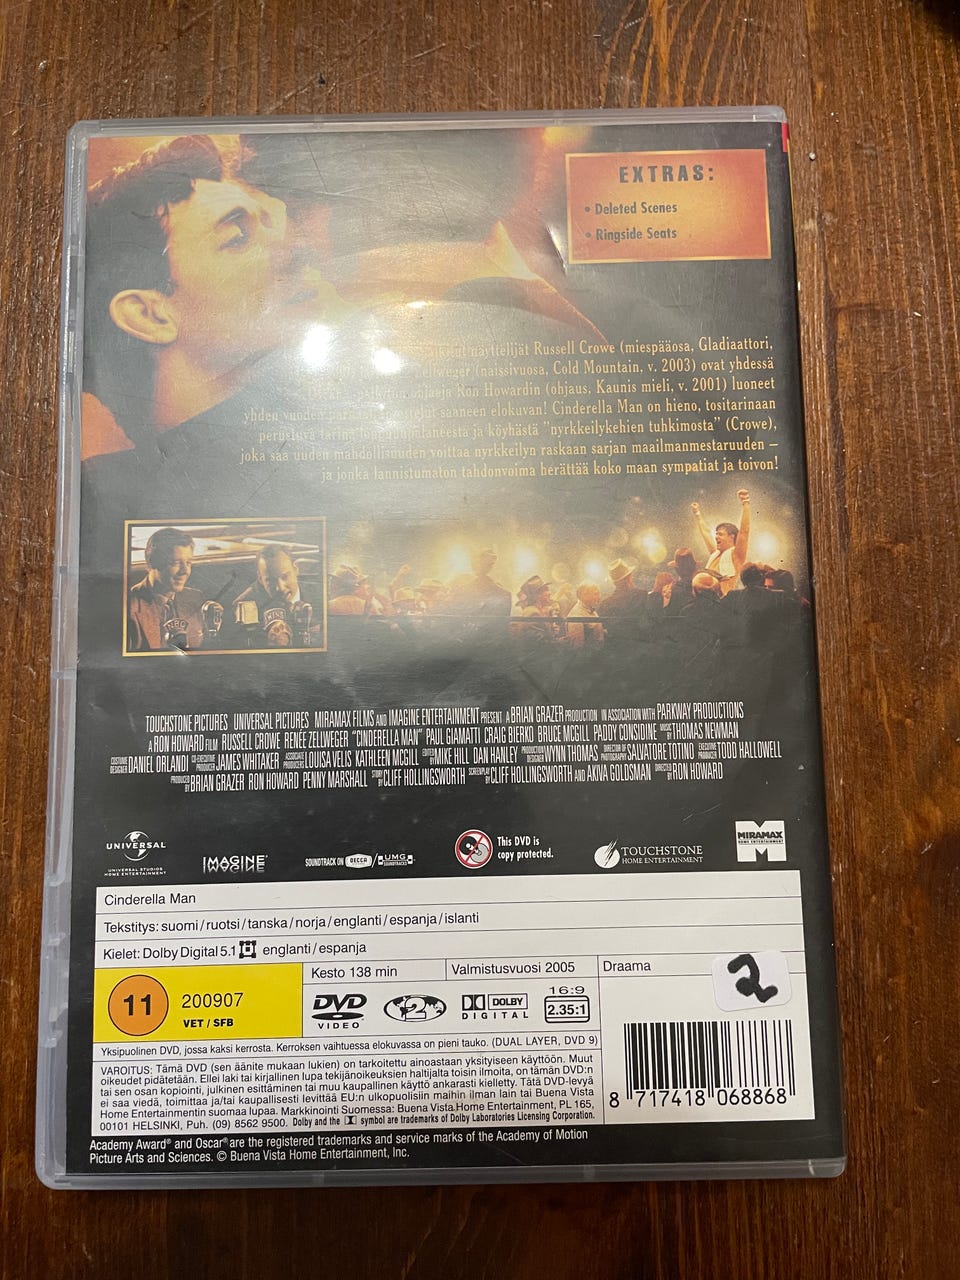 EXTRAS:
• Deleted Scenes
• Ringside Seats
näyttelijät Russell Crowe (miespääosa, Gladiaattori,
(naissivuosa, Cold Mountain, v. 2003) ovat yhdessä
ohjaaja Ron Howardin (ohjaus, Kaunis mieli, v. 2001) luoneet
yhden vuoden saaneen elokuvan! Cinderella Man on hieno, tositarinaan
perustuva tarina ja köyhästä "nyrkkeilykehien tuhkimosta" (Crowe),
joka saa uuden mahdollisuuden voittaa nyrkkeilyn raskaan sarjan maailmanmestaruuden –
ja jonka lannistumaton tahdonvoima herättää koko maan sympatiat ja toivon!
NBC
TOUCHSTONE PICTURES UNIVERSAL PICTURES MIRAMAX FILMS AND IMAGINE ENTERTAINMENT PRESENT A BRIAN GRAZER PRODUCTION IN ASSOCIATION WITH PARKWAY PRODUCTIONS
A RON HOWARD FILM RUSSELL CROWE RENÉE ZELLWEGER "CINDERELLA MAN" PAUL GIAMATTI CRAIG BIERKO BRUCE MCGILL PADDY CONSIDINE MUSIC BY THOMAS NEWMAN
COSTUME DESIGNER DANIEL ORLANDI CO-EXECUTIVE PRODUCER JAMES WHITAKER ASSOCIATE PRODUCERS LOUISA VELIS KATHLEEN MCGILL EDITED BY MIKE HILL DAN HANLEY PRODUCTION DESIGNER WYNN THOMAS DIRECTOR OF PHOTOGRAPHY SALVATORE TOTINO EXECUTIVE PRODUCER TODD HALLOWELL
PRODUCED BY BRIAN GRAZER RON HOWARD PENNY MARSHALL STORY BY CLIFF HOLLINGSWORTH SCREENPLAY BY CLIFF HOLLINGSWORTH AND AKIVA GOLDSMAN DIRECTED BY RON HOWARD
UNIVERSAL
UNIVERSAL STUDIOS
HOME ENTERTAINMENT
IMAGINE
SOUNDTRACK ON DECCA / UMG SOUNDTRACKS
This DVD is
copy protected.
TOUCHSTONE
HOME ENTERTAINMENT
MIRAMAX
HOME ENTERTAINMENT
Cinderella Man
Tekstitys: suomi/ruotsi/tanska/norja/englanti/espanja/islanti
Kielet: Dolby Digital 5.1 englanti/espanja
11
200907
VET / SFB
Kesto 138 min
Valmistusvuosi 2005
Draama
2
DVD
VIDEO
2
DOLBY
DIGITAL
16:9
2.35:1
Yksipuolinen DVD, jossa kaksi kerrosta. Kerroksen vaihtuessa elokuvassa on pieni tauko. (DUAL LAYER, DVD 9)
VAROITUS: Tämä DVD (sen äänite mukaan lukien) on tarkoitettu ainoastaan yksityiseen käyttöön. Muut
oikeudet pidätetään. Ellei laki tai kirjallinen lupa tekijänoikeuksien haltijalta toisin ilmoita, on tämän DVD:n
tai sen osan kopiointi, julkinen esittäminen tai muu kaupallinen käyttö ankarasti kielletty. Tätä DVD-levyä
ei saa viedä, toimittaa ja/tai kaupallisesti levittää EU:n ulkopuolisiin maihin ilman lain tai Buena Vista
Home Entertainmentin suomaa lupaa. Markkinointi Suomessa: Buena Vista Home Entertainment, PL 165,
00101 HELSINKI, Puh. (09) 8562 9500. Dolby and the symbol are trademarks of Dolby Laboratories Licensing Corporation.
8 717418 068868
Academy Award® and Oscar® are the registered trademarks and service marks of the Academy of Motion
Picture Arts and Sciences. © Buena Vista Home Entertainment, Inc.